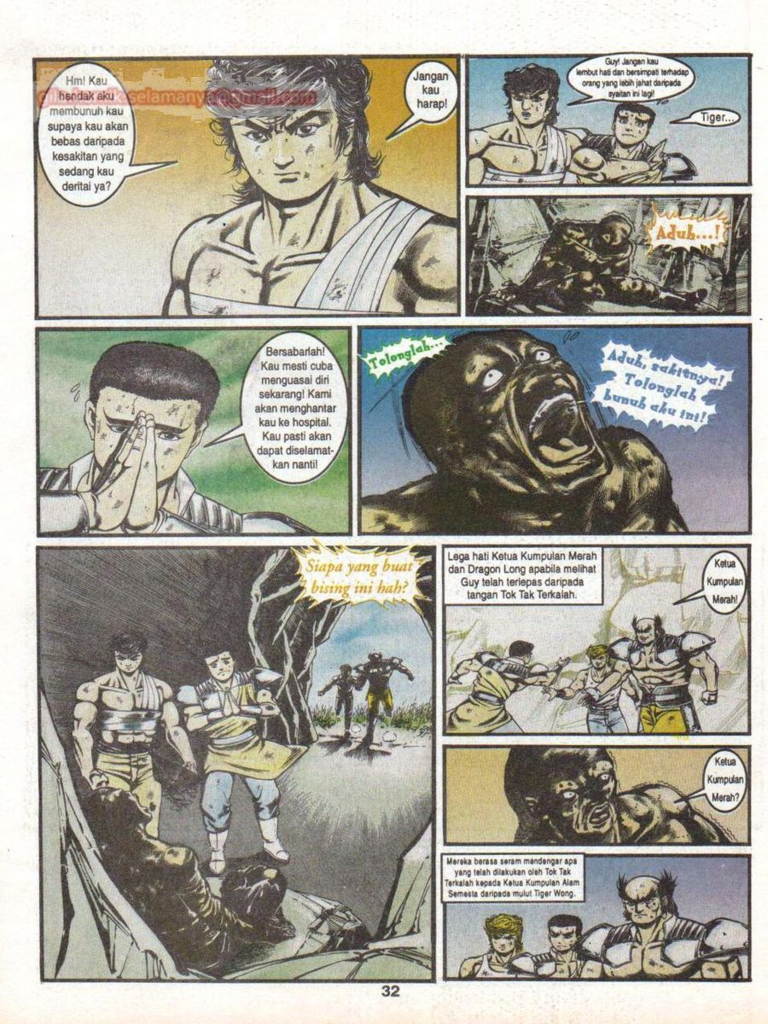 Hm! Kau
hendak aku
membunuh kau
supaya kau akan
bebas daripada
kesakitan yang
sedang kau
deritai ya?
Jangan
kau
harap!
Guy! Jangan kau
lembut hati dan bersimpati terhadap
orang yang lebih jahat daripada
syaitan ini lagi!
Tiger...
Aduh...!
Bersabarlah!
Kau mesti cuba
menguasai diri
sekarang! Kami
akan menghantar
kau ke hospital.
Kau pasti akan
dapat diselamat-
kan nanti!
Tolonglah...
Aduh, sakitnya!
Tolonglah
bunuh aku ini!
Siapa yang buat
bising ini hah?
Lega hati Ketua Kumpulan Merah
dan Dragon Long apabila melihat
Guy telah terlepas daripada
tangan Tok Tak Terkalah.
Ketua
Kumpulan
Merah!
Ketua
Kumpulan
Merah?
Mereka berasa seram mendengar apa
yang telah dilakukan oleh Tok Tak
Terkalah kepada Ketua Kumpulan Alam
Semesta daripada mulut Tiger Wong.
32